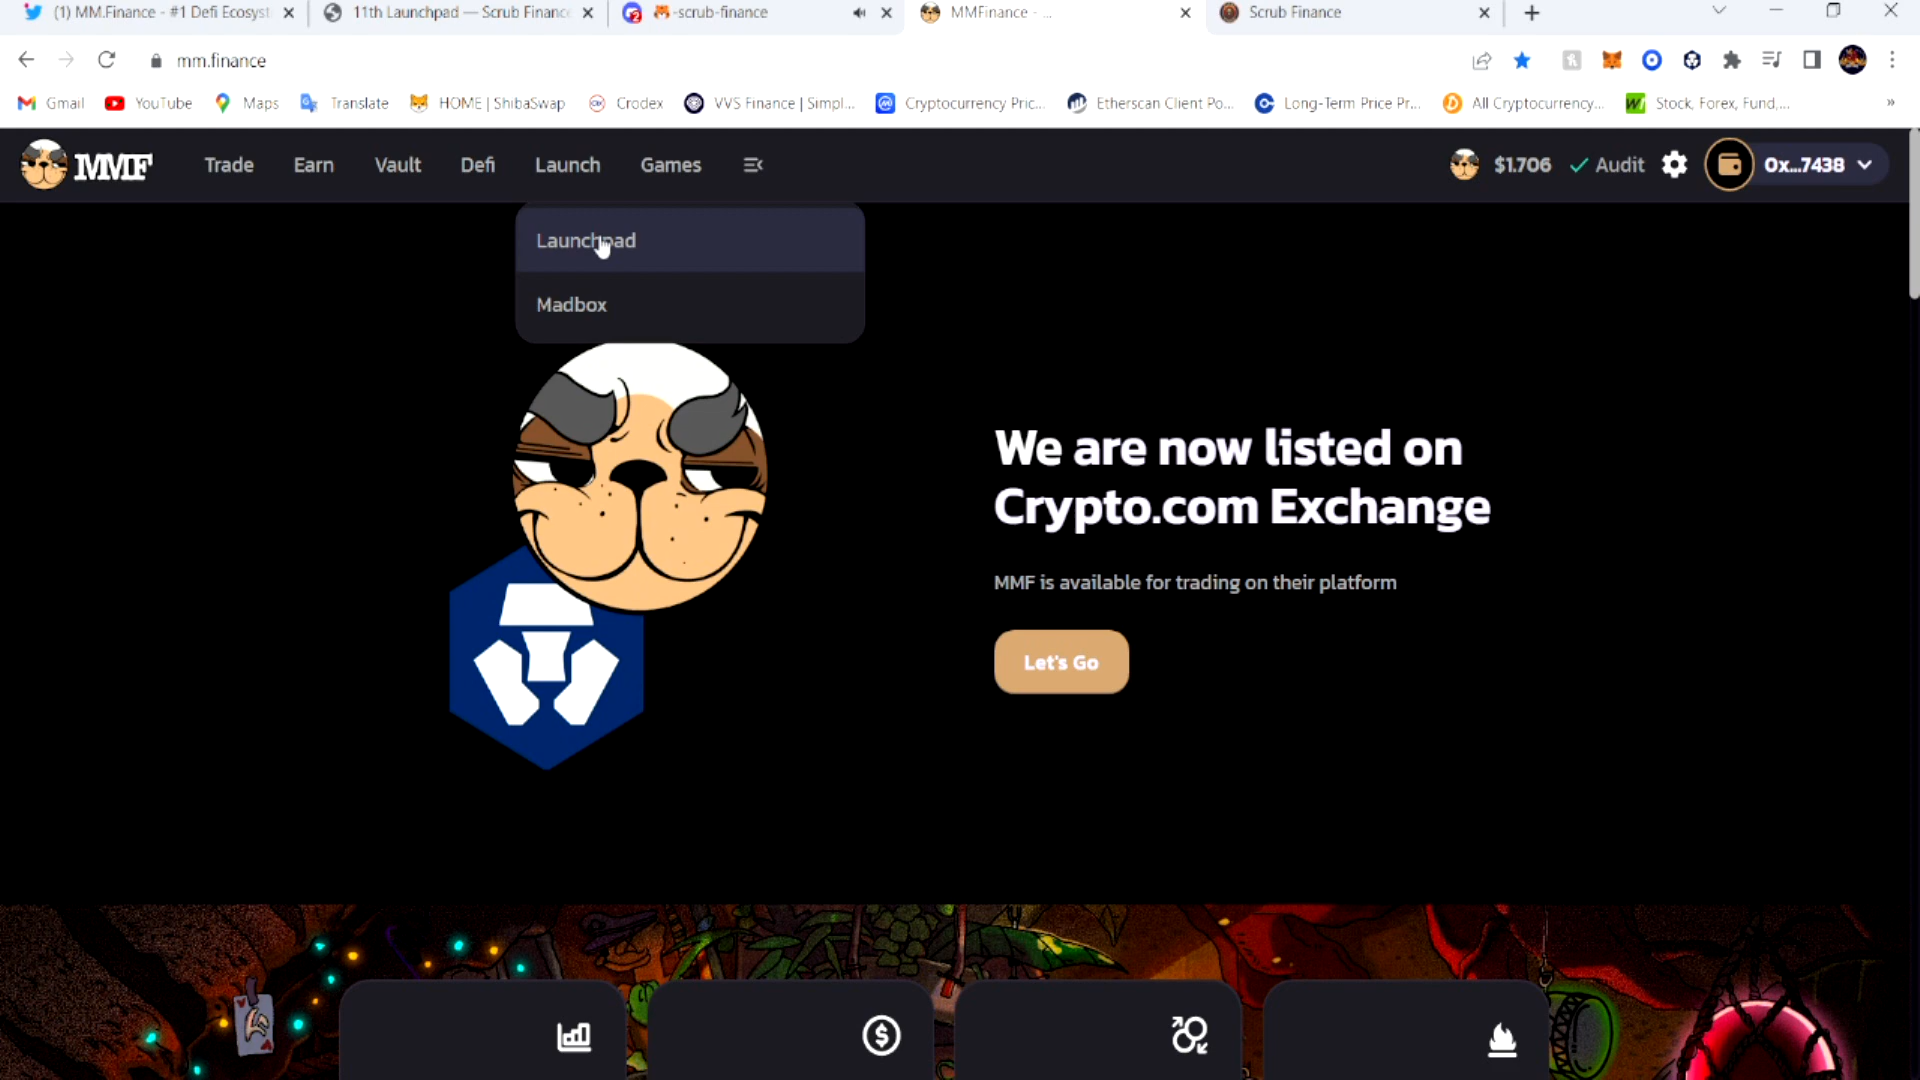 (1) MM.Finance - #1 Defi Ecosyst
11th Launchpad — Scrub Finance
-scrub-finance
MMFinance - ...
Scrub Finance
mm.finance
Gmail
YouTube
Maps
Translate
HOME | ShibaSwap
Crodex
VVS Finance | Simpl...
Cryptocurrency Pric...
Etherscan Client Po...
Long-Term Price Pr...
All Cryptocurrency...
Stock, Forex, Fund,...
»
MMF
Trade
Earn
Vault
Defi
Launch
Games
$1.706
Audit
0x...7438
Launchpad
Madbox
We are now listed on
Crypto.com Exchange
MMF is available for trading on their platform
Let's Go